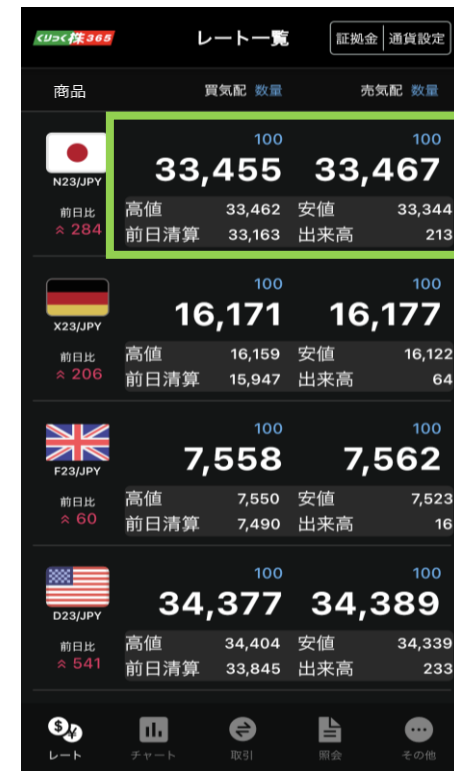 くりっく株365 レート一覧 証拠金 通貨設定
商品 買気配 数量 売気配 数量
100 100
33,455 33,467
N23/JPY
前日比 高値 33,462 安値 33,344
284 前日清算 33,163 出来高 213
100 100
16,171 16,177
X23/JPY
前日比 高値 16,159 安値 16,122
206 前日清算 15,947 出来高 64
100 100
7,558 7,562
F23/JPY
前日比 高値 7,550 安値 7,523
60 前日清算 7,490 出来高 16
100 100
34,377 34,389
D23/JPY
前日比 高値 34,404 安値 34,339
541 前日清算 33,845 出来高 233
レート チャート 取引 照会 その他